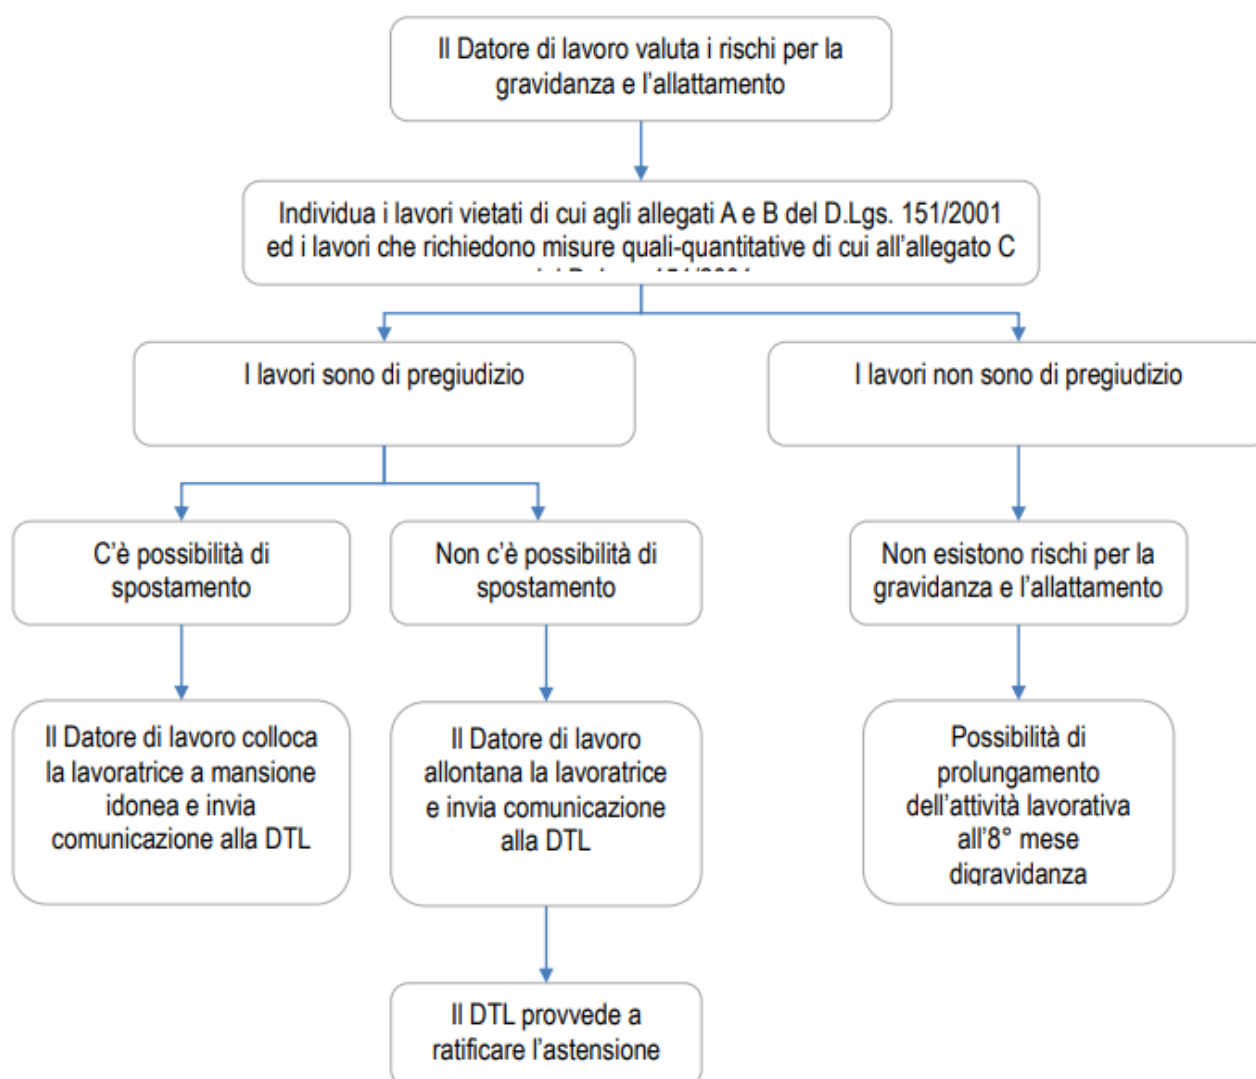 Il Datore di lavoro valuta i rischi per la
gravidanza e l'allattamento
Individua i lavori vietati di cui agli allegati A e B del D.Lgs. 151/2001
ed i lavori che richiedono misure quali-quantitative di cui all'allegato C
I lavori sono di pregiudizio
I lavori non sono di pregiudizio
C'è possibilità di
spostamento
Non c'è possibilità di
spostamento
Non esistono rischi per la
gravidanza e l'allattamento
Il Datore di lavoro colloca
la lavoratrice a mansione
idonea e invia
comunicazione alla DTL
Il Datore di lavoro
allontana la lavoratrice
e invia comunicazione
alla DTL
Possibilità di
prolungamento
dell'attività lavorativa
all'8° mese
digravidanza
Il DTL provvede a
ratificare l'astensione